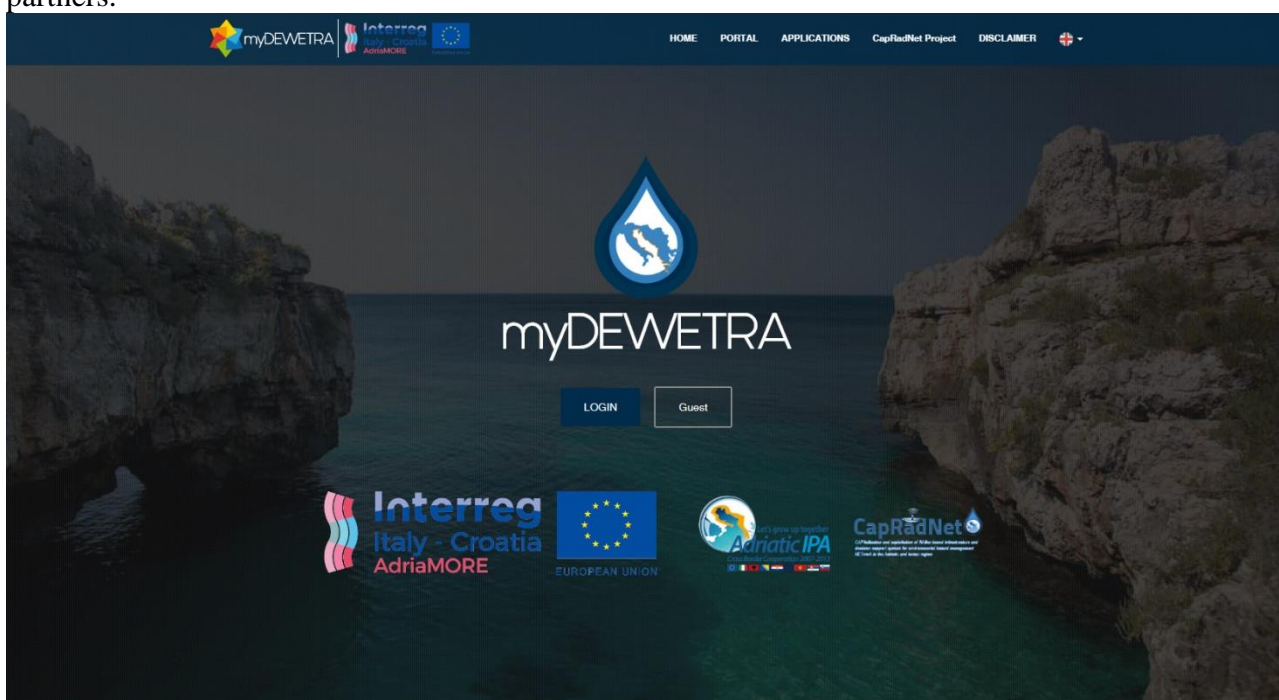 partners.
myDEWETRA
Interreg
Italy - Croatia
AdriaMORE
HOME PORTAL APPLICATIONS CapRadNet Project DISCLAIMER
myDEWETRA
LOGIN Guest
Interreg
Italy - Croatia
AdriaMORE
EUROPEAN UNION
Let's grow up together
Adriatic IPA
Cross Border Cooperation 2007-2013
CapRadNet